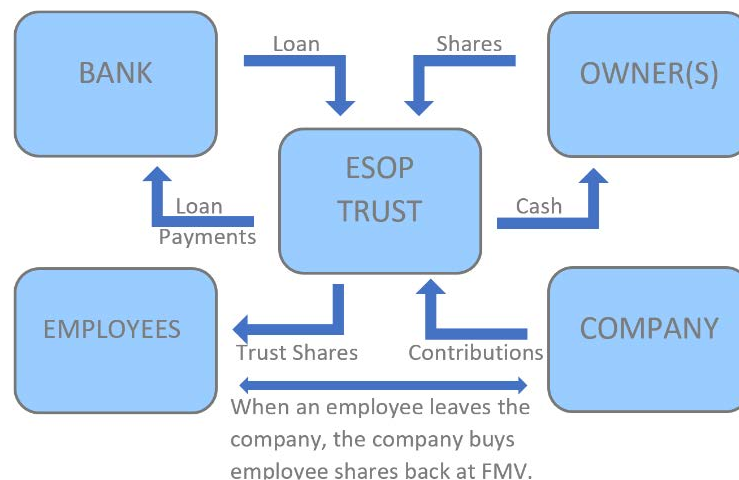 BANK
Loan
Shares
OWNER(S)
ESOP
TRUST
Loan
Payments
Cash
EMPLOYEES
Trust Shares
Contributions
COMPANY
When an employee leaves the
company, the company buys
employee shares back at FMV.